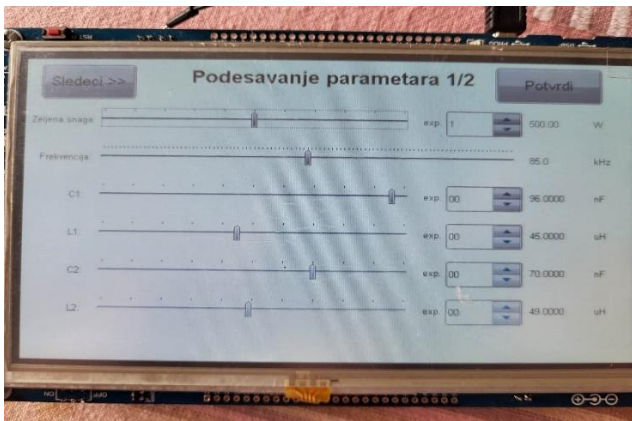 Sledeci >>
Podesavanje parametara 1/2
Potvrdi
Zeljena snaga: exp. 1 500.00 W
Frekvencija: 85.0 kHz
C1: exp. 00 96.0000 nF
L1: exp. 00 45.0000 uH
C2: exp. 00 70.0000 nF
L2: exp. 00 49.0000 uH
NO OFF